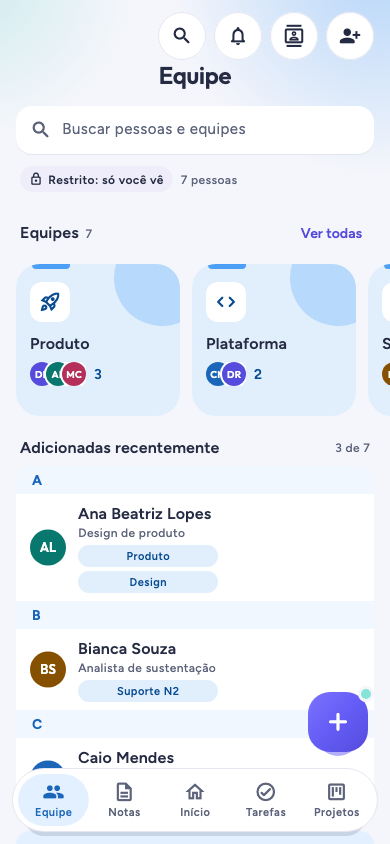 Equipe
Buscar pessoas e equipes
Restrito: só você vê 7 pessoas
Equipes 7 Ver todas
Produto
AL MC 3
Plataforma
DR 2
Adicionadas recentemente 3 de 7
A
Ana Beatriz Lopes
Design de produto
AL
Produto
Design
B
Bianca Souza
Analista de sustentação
BS
Suporte N2
C
Caio Mendes
Equipe Notas Início Tarefas Projetos